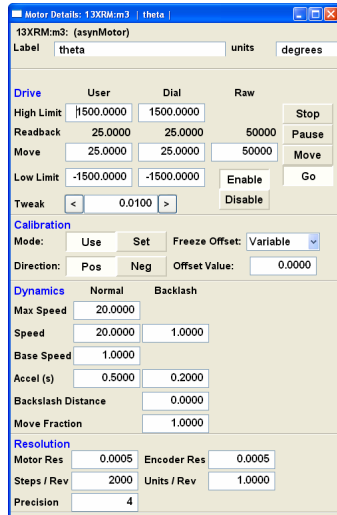 Motor Details: 13XRM:m3 | theta |
13XRM:m3: (asynMotor)
Label theta units degrees
Drive User Dial Raw
High Limit 1500.0000 1500.0000 Stop
Readback 25.0000 25.0000 50000 Pause
Move 25.0000 25.0000 50000 Move
Low Limit -1500.0000 -1500.0000 Enable Go
Tweak < 0.0100 > Disable
Calibration
Mode: Use Set Freeze Offset: Variable
Direction: Pos Neg Offset Value: 0.0000
Dynamics Normal Backlash
Max Speed 20.0000
Speed 20.0000 1.0000
Base Speed 1.0000
Accel (s) 0.5000 0.2000
Backslash Distance 0.0000
Move Fraction 1.0000
Resolution
Motor Res 0.0005 Encoder Res 0.0005
Steps / Rev 2000 Units / Rev 1.0000
Precision 4